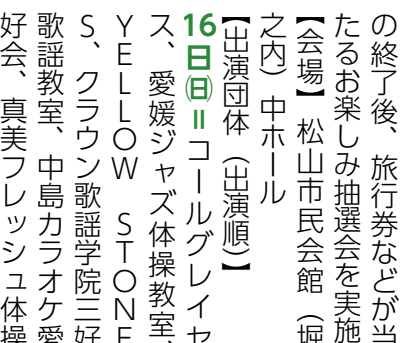 の終了後、旅行券などが当
たるお楽しみ抽選会を実施
【会場】松山市民会館（堀
之内）中ホール
【出演団体（出演順）】
16日㈰＝コールグレイセ
ス、愛媛ジャズ体操教室、
YELLOW STONE
S、クラウン歌謡学院三好
歌謡教室、中島カラオケ愛
好会、真美フレッシュ体操